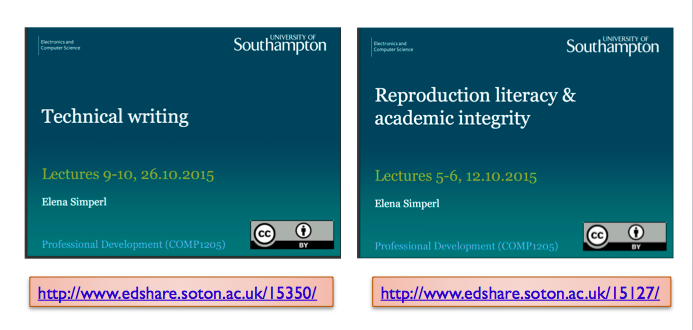 Electronics and
Computer Science
UNIVERSITY OF
Southampton
Technical writing
Lectures 9-10, 26.10.2015
Elena Simperl
Professional Development (COMP1205)
cc
BY
http://www.edshare.soton.ac.uk/15350/
Electronics and
Computer Science
UNIVERSITY OF
Southampton
Reproduction literacy &
academic integrity
Lectures 5-6, 12.10.2015
Elena Simperl
Professional Development (COMP1205)
cc
BY
http://www.edshare.soton.ac.uk/15127/